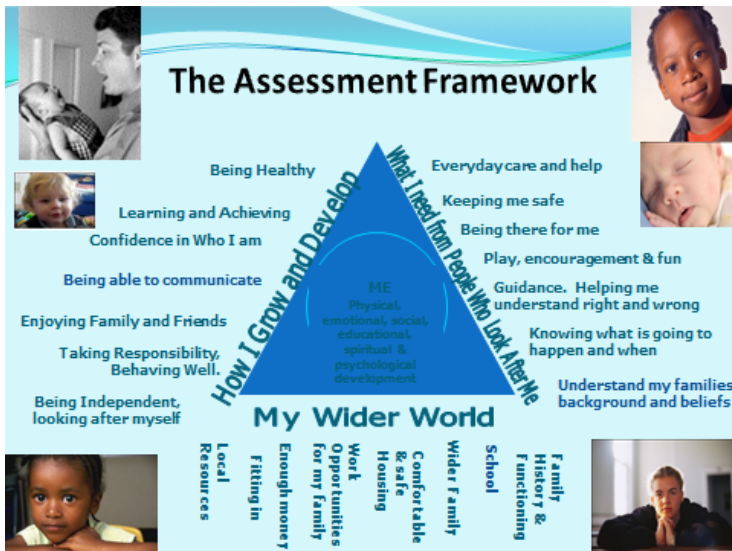 The Assessment Framework
Being Healthy
Learning and Achieving
Confidence in Who I am
Being able to communicate
Enjoying Family and Friends
Taking Responsibility,
Behaving Well.
Being Independent,
looking after myself
How I Grow and Develop
What I need from People Who Look After Me
Everyday care and help
Keeping me safe
Being there for me
Play, encouragement & fun
Guidance. Helping me
understand right and wrong
Knowing what is going to
happen and when
Understand my families
background and beliefs
ME
Physical,
emotional, social,
educational,
spiritual &
psychological
development
My Wider World
Local
Resources
Fitting in
Enough money
for my family
Work
Opportunities
Housing
Comfortable
& safe
Wider Family
School
Family
History &
Functioning